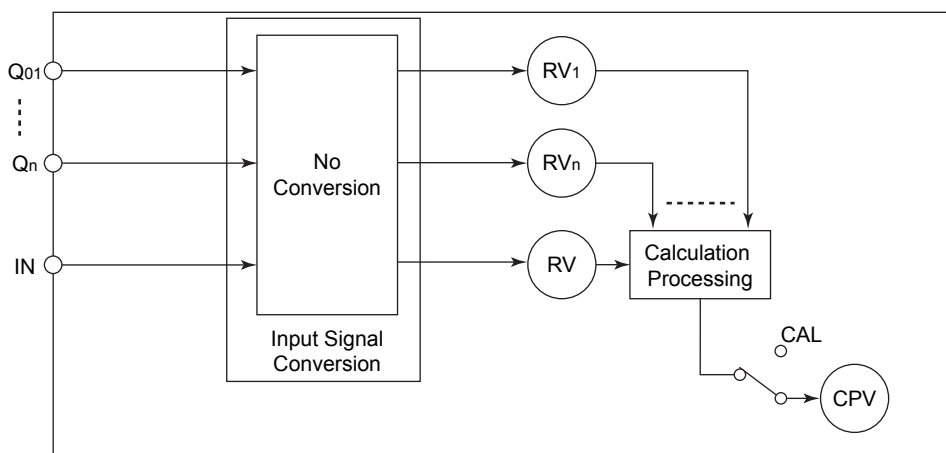 Q01
RV1
Qn
No
Conversion
RVn
IN
RV
Calculation
Processing
Input Signal
Conversion
CAL
CPV